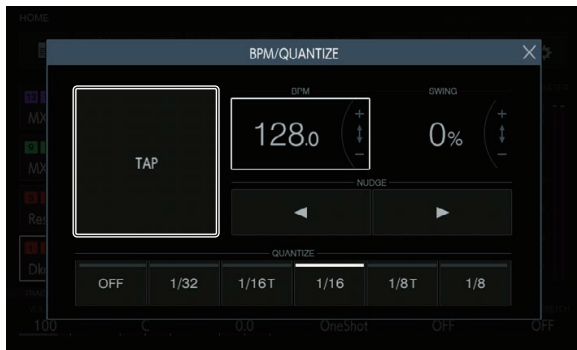 HOME
BPM/QUANTIZE
BPM
SWING
TAP
128.0
+
-
0%
+
-
NUDGE
QUANTIZE
OFF 1/32 1/16T 1/16 1/8T 1/8
MX
MX
Res
100 C 0.0 OneShot OFF OFF